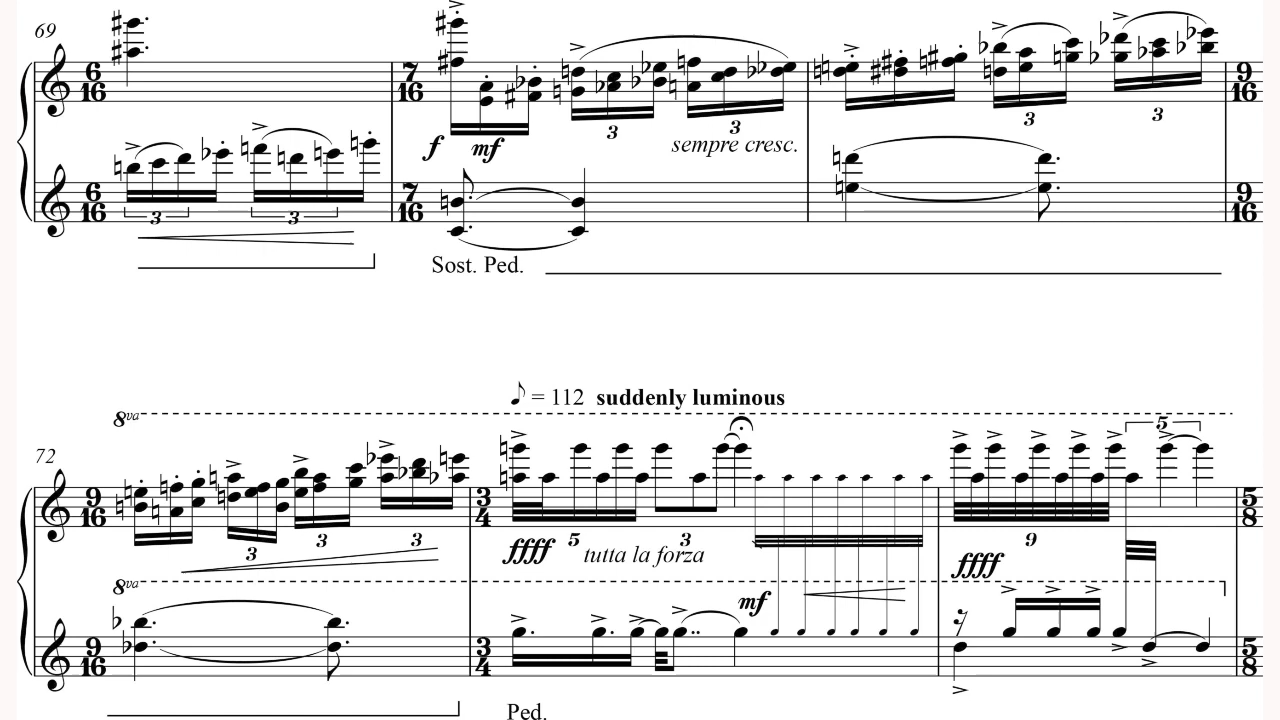 69
6 16 7 16 3 3 9 16
f mf sempre cresc. 3
6 16 3 3 7 16 9 16
Sost. Ped.
♪ = 112 suddenly luminous
8va
72
9 16 3 3 3 3 4 5 3 9 5 5 8
ffff tutta la forza ffff
8va
mf
9 16 3 4 5 8
Ped.